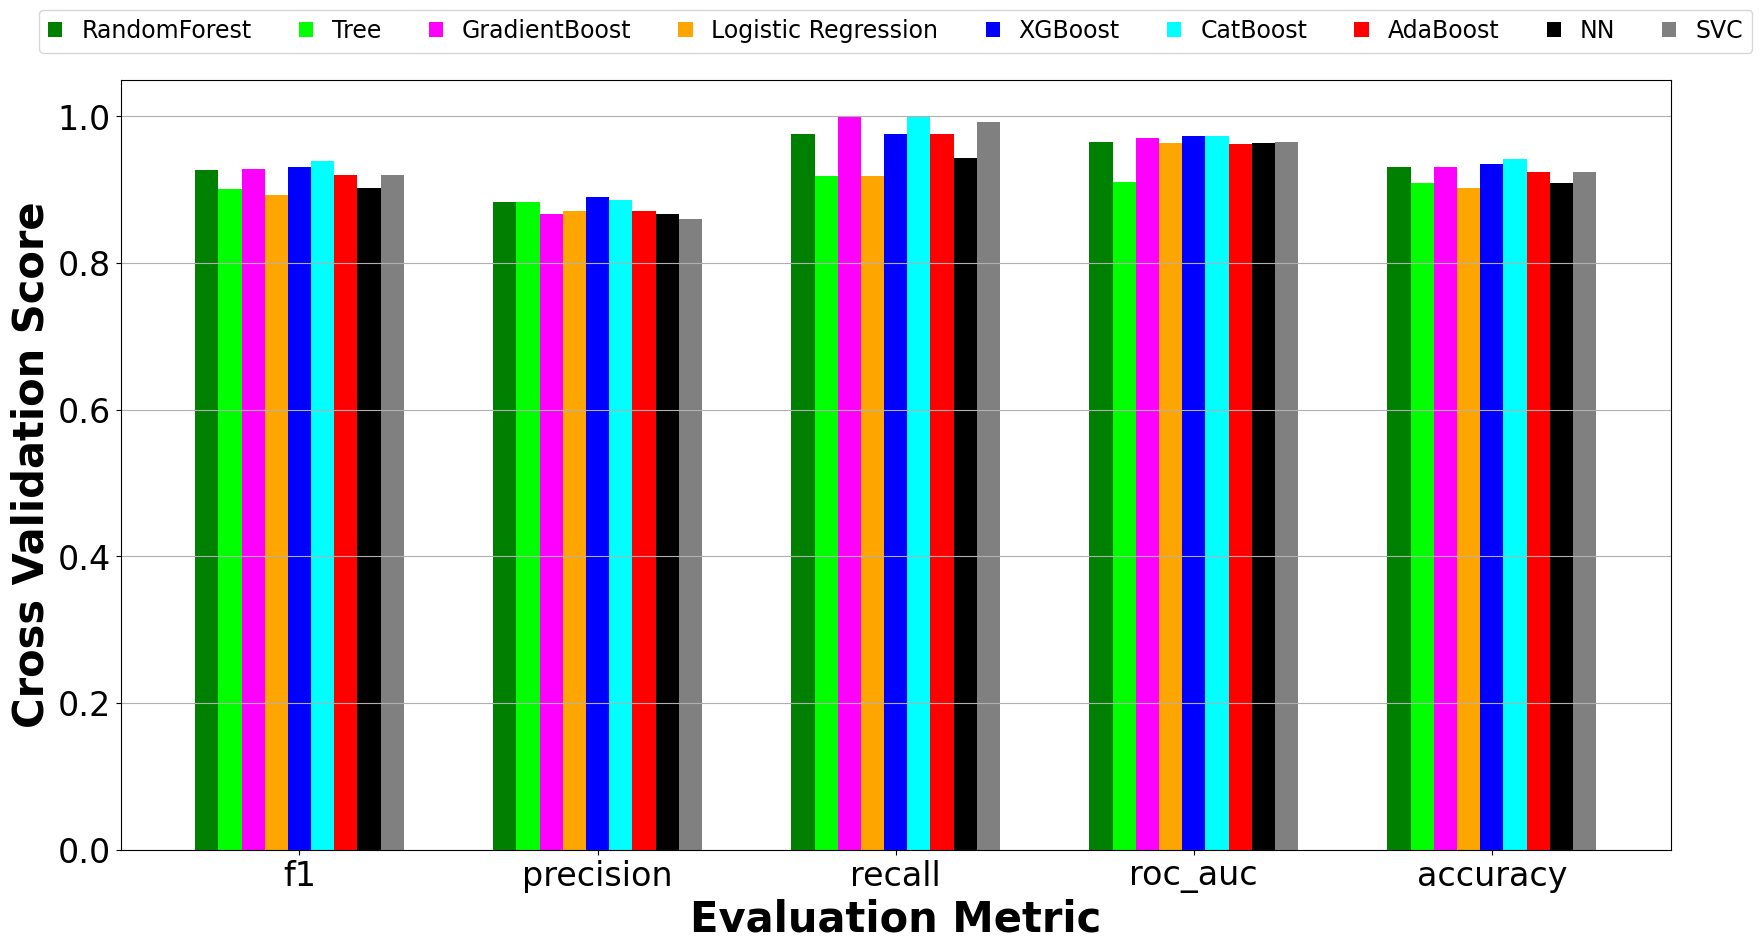 RandomForest Tree GradientBoost Logistic Regression XGBoost CatBoost AdaBoost NN SVC
Cross Validation Score
1.0
0.8
0.6
0.4
0.2
0.0
f1 precision recall roc_auc accuracy
Evaluation Metric